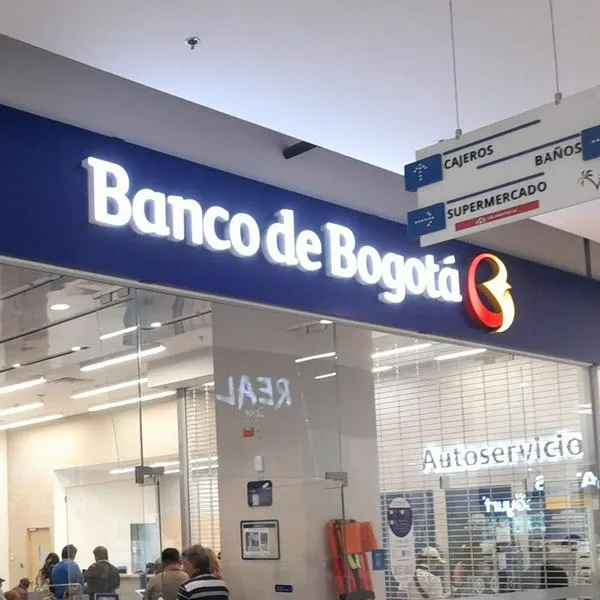 Banco de Bogotá
CAJEROS
BAÑOS
SUPERMERCADO
REAL
Autoservicio